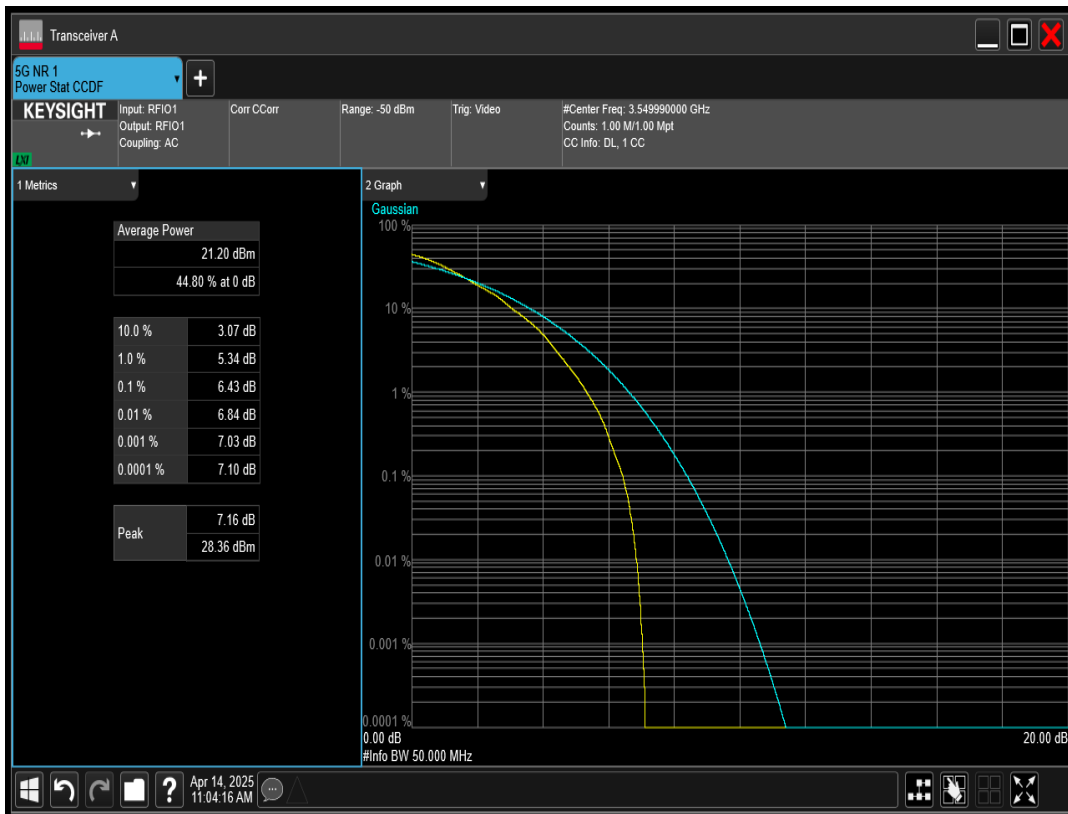 Transceiver A
5G NR 1
Power Stat CCDF
KEYSIGHT
LXI
Input: RFIO1
Output: RFIO1
Coupling: AC
Corr CCorr
Range: -50 dBm
Trig: Video
#Center Freq: 3.549990000 GHz
Counts: 1.00 M/1.00 Mpt
CC Info: DL, 1 CC
1 Metrics
Average Power
21.20 dBm
44.80 % at 0 dB
10.0 % 3.07 dB
1.0 % 5.34 dB
0.1 % 6.43 dB
0.01 % 6.84 dB
0.001 % 7.03 dB
0.0001 % 7.10 dB
Peak 7.16 dB
28.36 dBm
2 Graph
Gaussian
100 %
10 %
1 %
0.1 %
0.01 %
0.001 %
0.0001 %
0.00 dB 20.00 dB
#Info BW 50.000 MHz
? Apr 14, 2025
11:04:16 AM